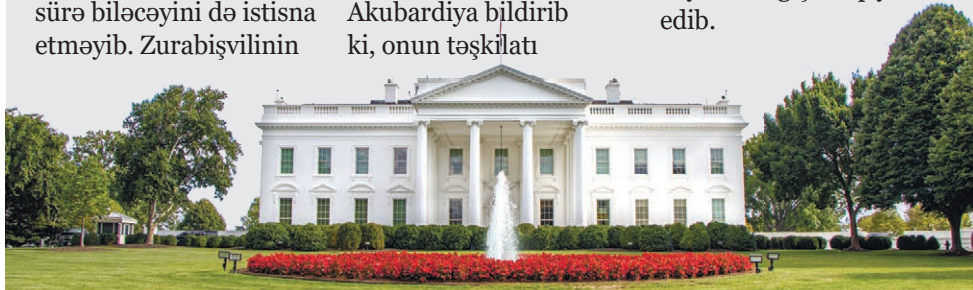 sürə biləcəyini də istisna
etməyib. Zurabişvilinin
Akubardiya bildirib
ki, onun təşkilatı
edib.